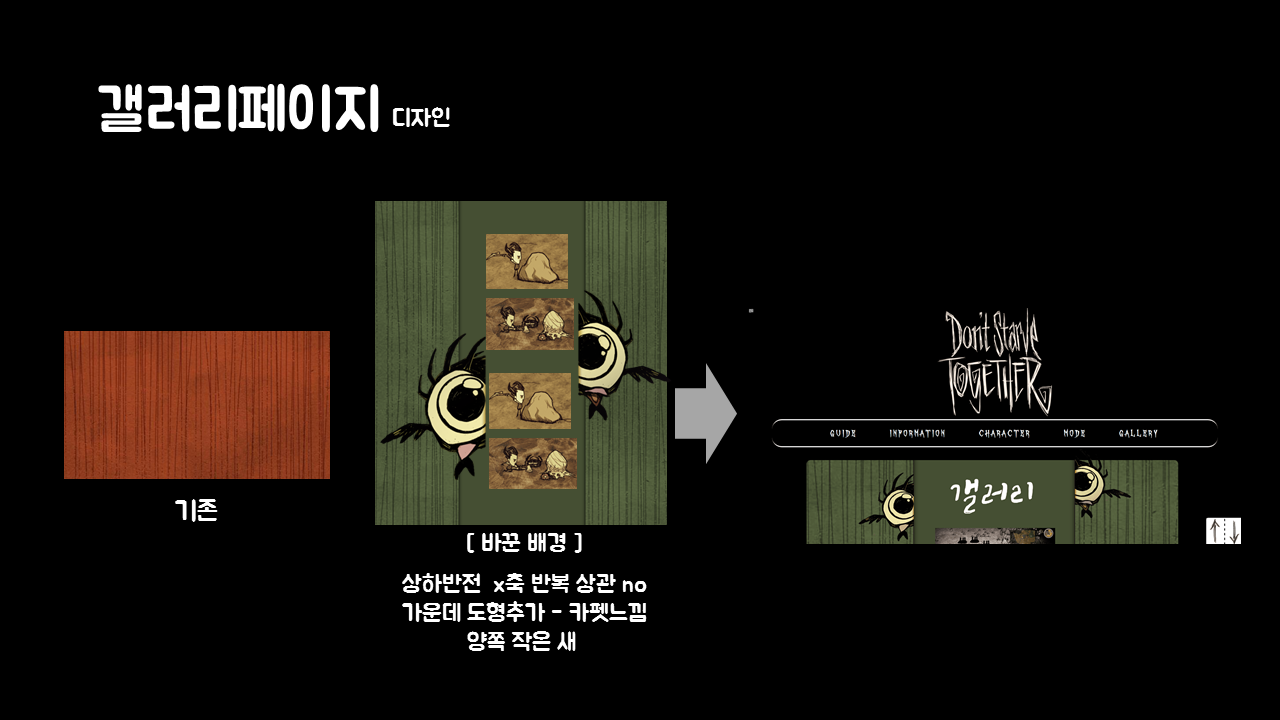 갤러리페이지 디자인
기존
[ 바꾼 배경 ]
상하반전 x축 반복 상관 no
가운데 도형추가 - 카펫느낌
양쪽 작은 새
Don't Starve
TOGETHER
GUIDE INFORMATION CHARACTER MODE GALLERY
갤러리